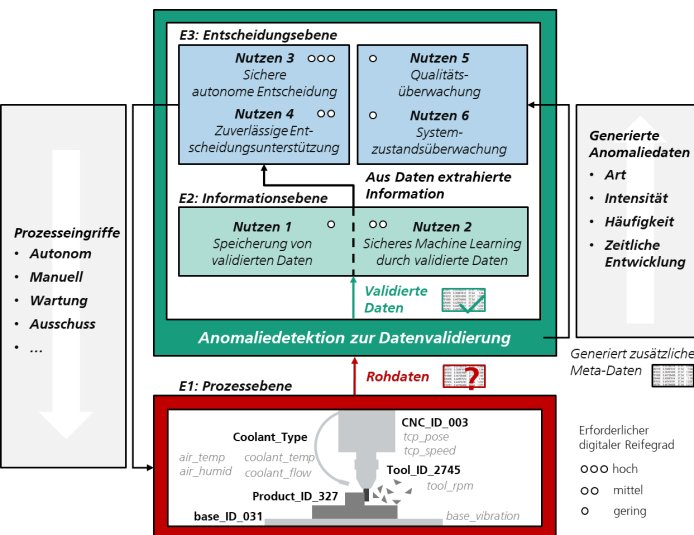 E3: Entscheidungsebene
Nutzen 3
Sichere
autonome Entscheidung
Nutzen 4
Zuverlässige Ent-
scheidungsunterstützung
Nutzen 5
Qualitäts-
überwachung
Nutzen 6
System-
zustandsüberwachung
Aus Daten extrahierte
Information
E2: Informationsebene
Nutzen 1
Speicherung von
validierten Daten
Nutzen 2
Sicheres Machine Learning
durch validierte Daten
Validierte
Daten
Anomaliedetektion zur Datenvalidierung
Rohdaten
?
E1: Prozessebene
CNC_ID_003
tcp_pose
tcp_speed
Coolant_Type
air_temp
air_humid
coolant_temp
coolant_flow
Tool_ID_2745
tool_rpm
Product_ID_327
base_ID_031
base_vibration
Prozesseingriffe
• Autonom
• Manuell
• Wartung
• Ausschuss
• ...
Generierte
Anomaliedaten
• Art
• Intensität
• Häufigkeit
• Zeitliche
Entwicklung
Generiert zusätzliche
Meta-Daten
Erforderlicher
digitaler Reifegrad
hoch
mittel
gering